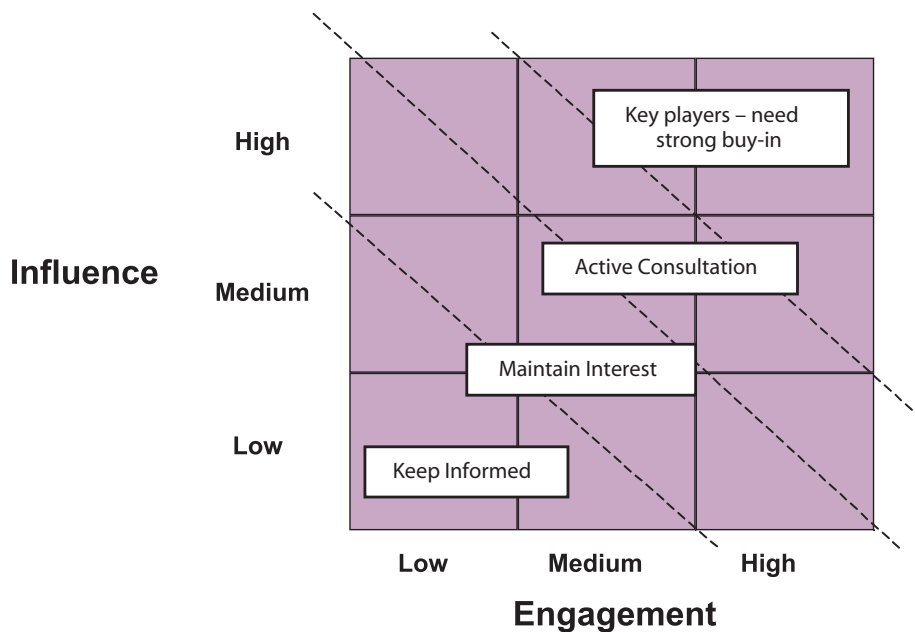 Key players – need
strong buy-in
High
Active Consultation
Influence
Medium
Maintain Interest
Low
Keep Informed
Low
Medium
High
Engagement